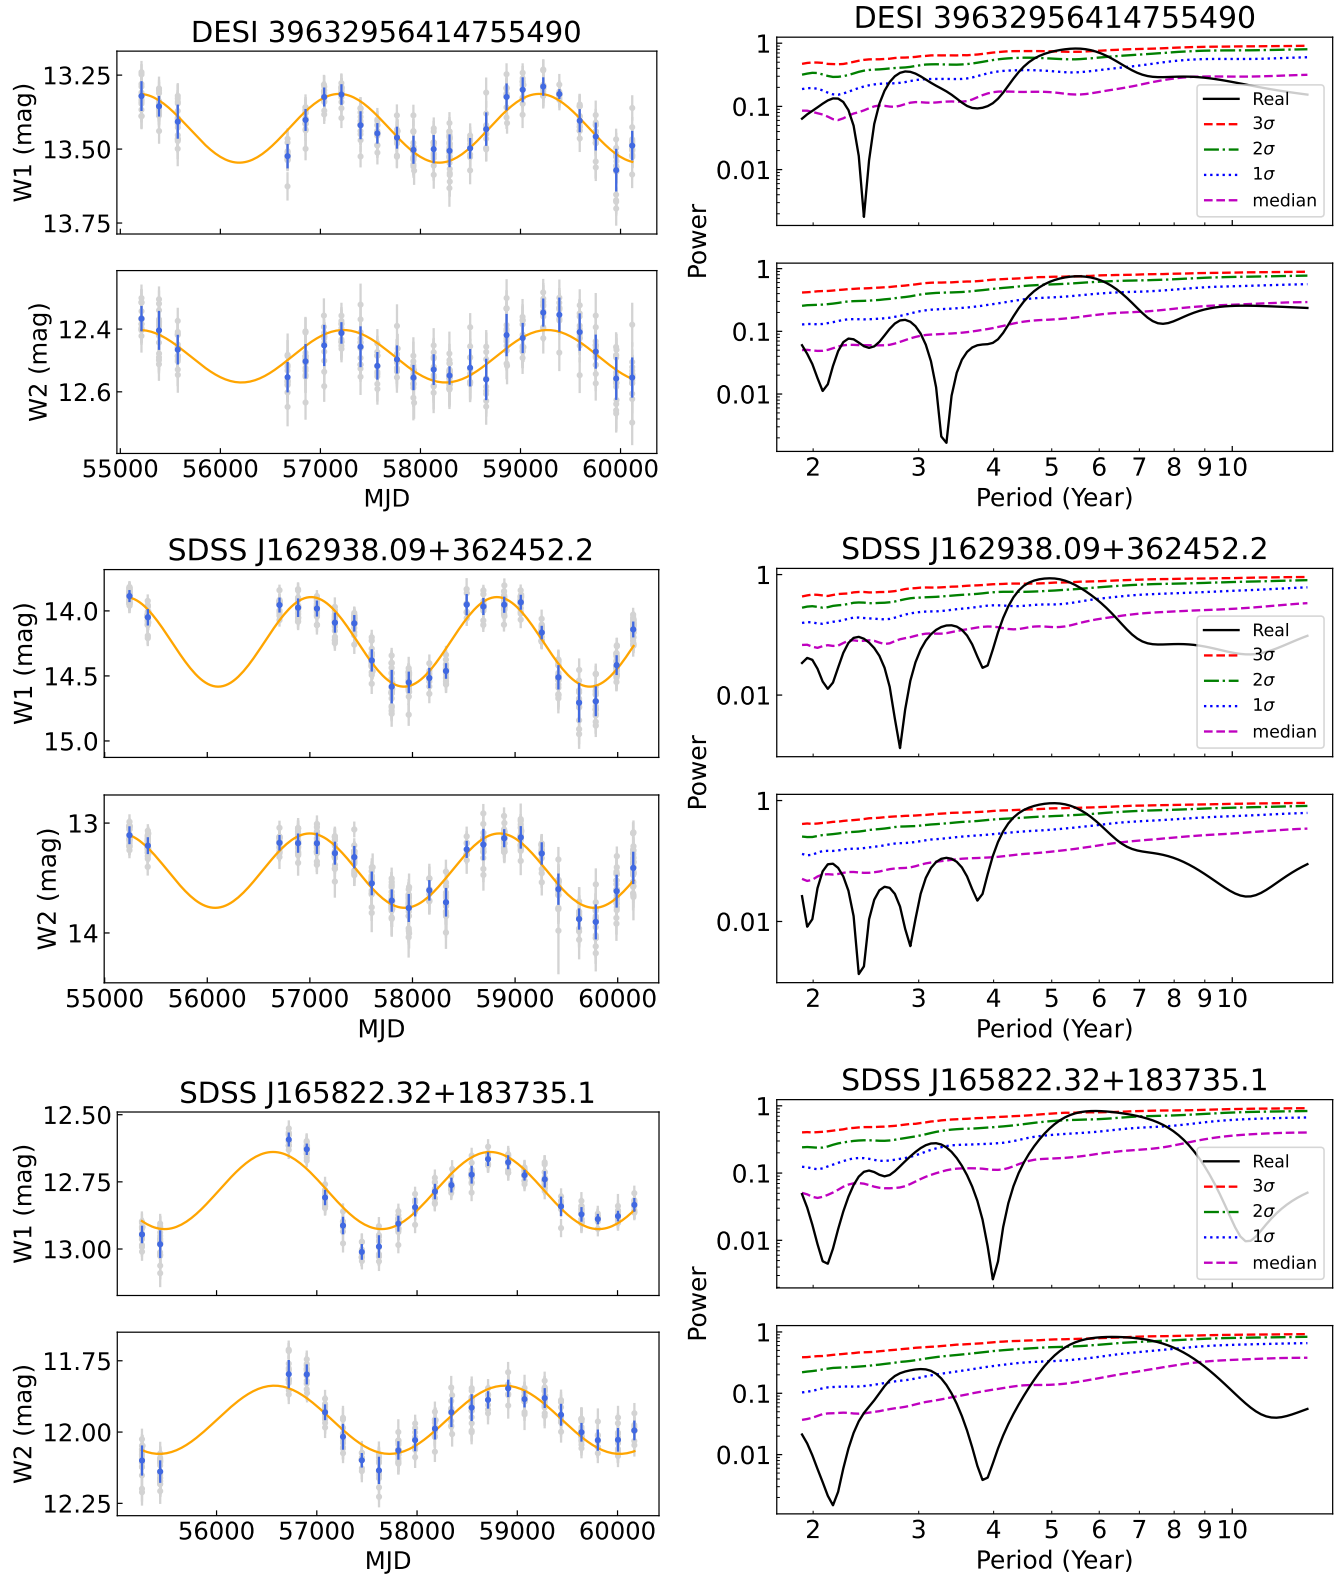 DESI 39632956414755490
13.25
13.50
13.75
W1 (mag)
12.4
12.6
W2 (mag)
55000 56000 57000 58000 59000 60000
MJD
DESI 39632956414755490
1
0.1
0.01
Real
3σ
2σ
1σ
median
Power
1
0.1
0.01
2 3 4 5 6 7 8 9 10
Period (Year)
SDSS J162938.09+362452.2
14.0
14.5
15.0
W1 (mag)
13
14
W2 (mag)
55000 56000 57000 58000 59000 60000
MJD
SDSS J162938.09+362452.2
1
0.01
Real
3σ
2σ
1σ
median
Power
1
0.01
2 3 4 5 6 7 8 9 10
Period (Year)
SDSS J165822.32+183735.1
12.50
12.75
13.00
W1 (mag)
11.75
12.00
12.25
W2 (mag)
56000 57000 58000 59000 60000
MJD
SDSS J165822.32+183735.1
1
0.1
0.01
Real
3σ
2σ
1σ
median
Power
1
0.1
0.01
2 3 4 5 6 7 8 9 10
Period (Year)